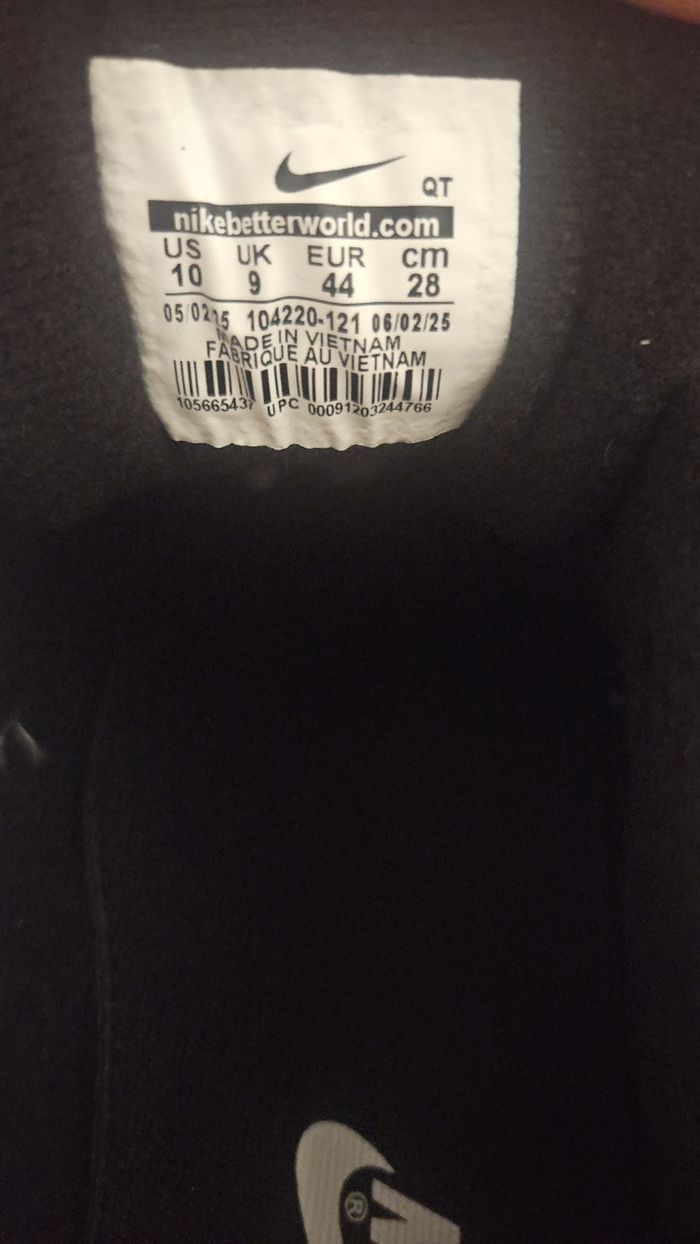 QT
nikebetterworld.com
US UK EUR cm
10 9 44 28
05/02/25 104220-121 06/02/25
MADE IN VIETNAM
FABRIQUE AU VIETNAM
105665437 UPC 00091203244766
®